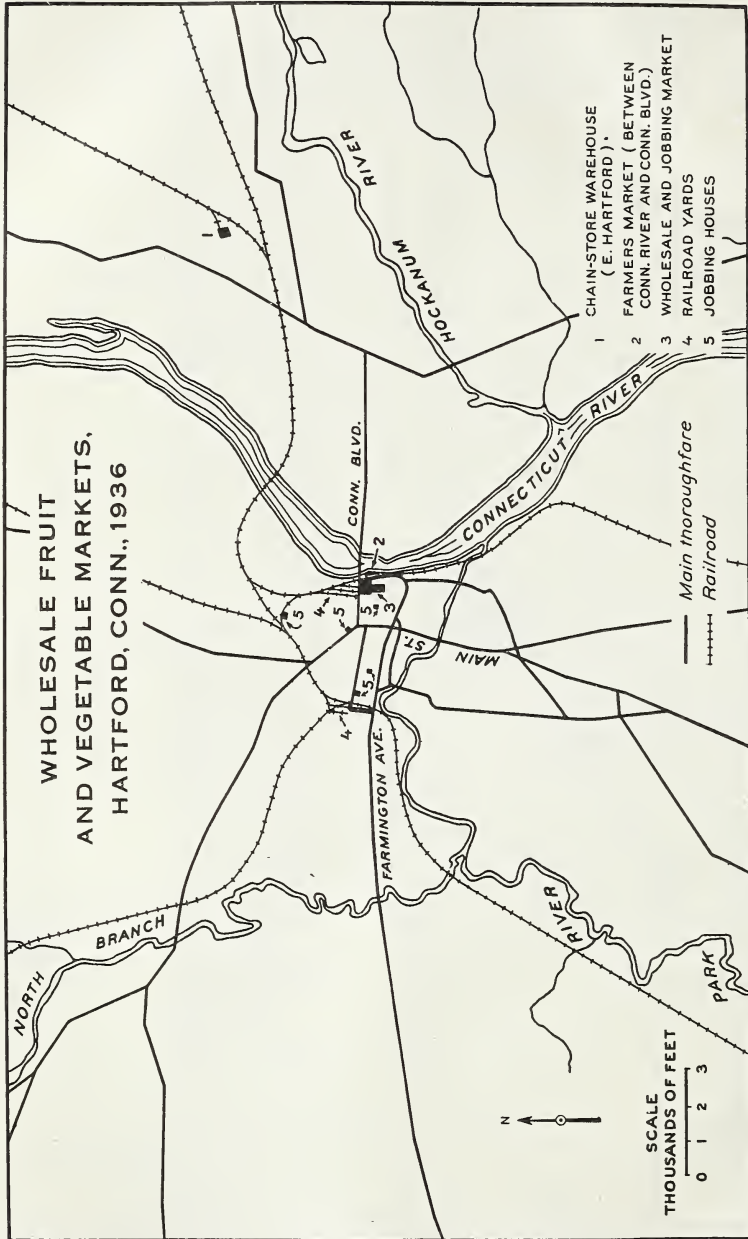 WHOLESALE FRUIT
AND VEGETABLE MARKETS,
HARTFORD, CONN., 1936
NORTH
BRANCH
FARMINGTON AVE.
MAIN
ST.
CONN. BLVD.
CONNECTICUT
RIVER
HOCKANUM
RIVER
RIVER
PARK
1
2
3
4
4
5
5
5
5
N
SCALE
THOUSANDS OF FEET
0 1 2 3
Main thoroughfare
Railroad
1 CHAIN-STORE WAREHOUSE
(E. HARTFORD).
2 FARMERS MARKET (BETWEEN
CONN. RIVER AND CONN. BLVD.)
3 WHOLESALE AND JOBBING MARKET
4 RAILROAD YARDS
5 JOBBING HOUSES